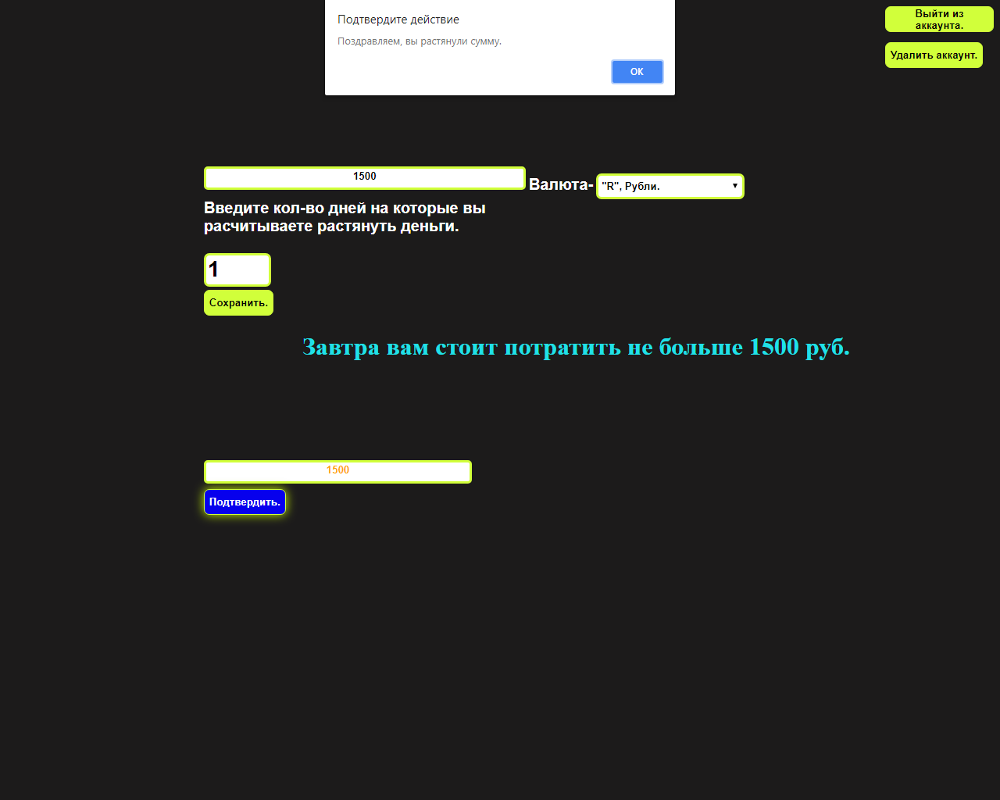 Подтвердите действие
Поздравляем, вы растянули сумму.
ОК
Выйти из
аккаунта.
Удалить аккаунт.
1500
Валюта- "R", Рубли.
Введите кол-во дней на которые вы
расчитываете растянуть деньги.
1
Сохранить.
Завтра вам стоит потратить не больше 1500 руб.
1500
Подтвердить.